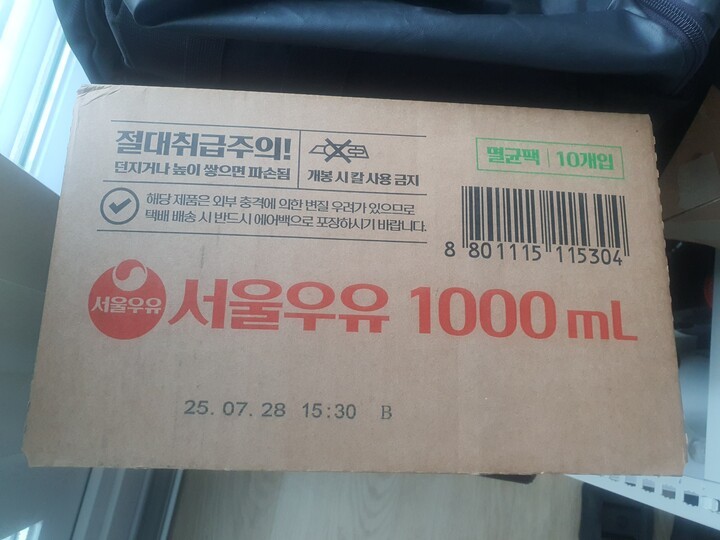 절대취급주의!
던지거나 높이 쌓으면 파손됨
개봉 시 칼 사용 금지
멸균팩 10개입
해당 제품은 외부 충격에 의한 변질 우려가 있으므로
택배 배송 시 반드시 에어백으로 포장하시기 바랍니다.
8 801115 115304
서울우유 서울우유 1000 mL
25. 07. 28 15:30 B